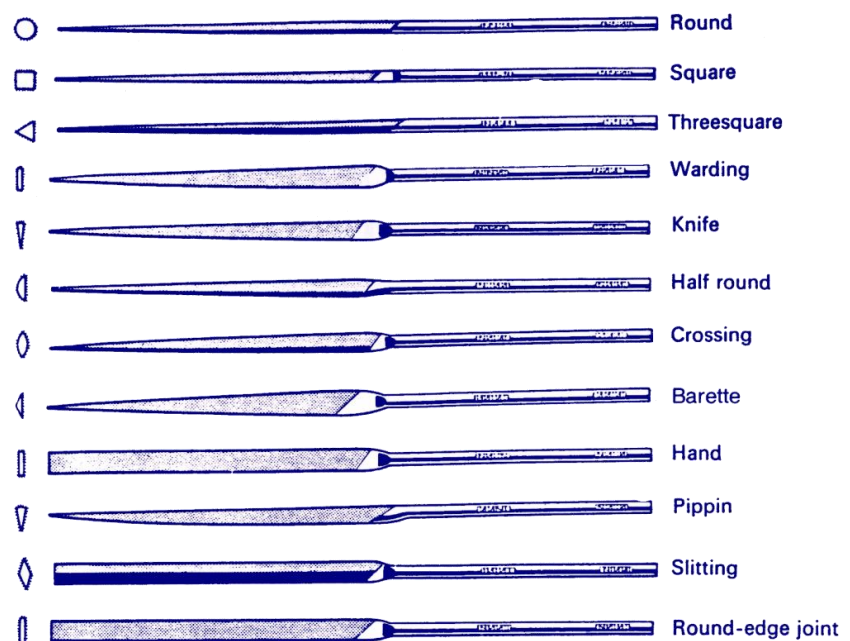 Round
Square
Threesquare
Warding
Knife
Half round
Crossing
Barette
Hand
Pippin
Slitting
Round-edge joint